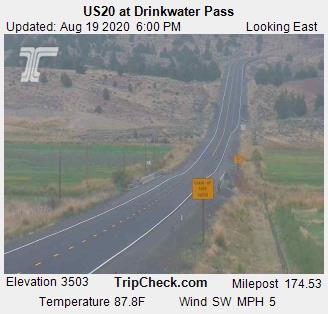 US20 at Drinkwater Pass
Updated: Aug 19 2020 6:00 PM Looking East
Elevation 3503 TripCheck.com Milepost 174.53
Temperature 87.8F Wind SW MPH 5